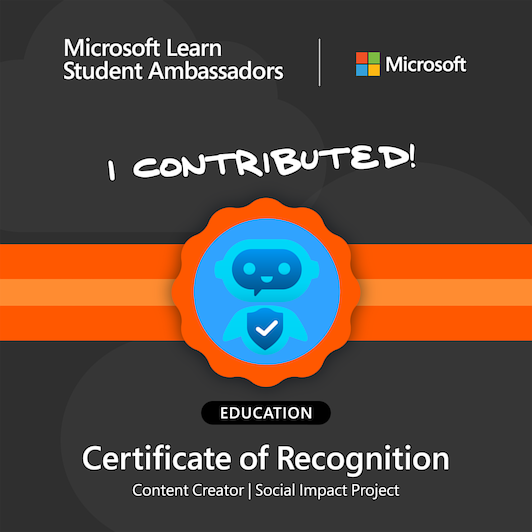 Microsoft Learn
Student Ambassadors
Microsoft
I CONTRIBUTED!
EDUCATION
Certificate of Recognition
Content Creator | Social Impact Project